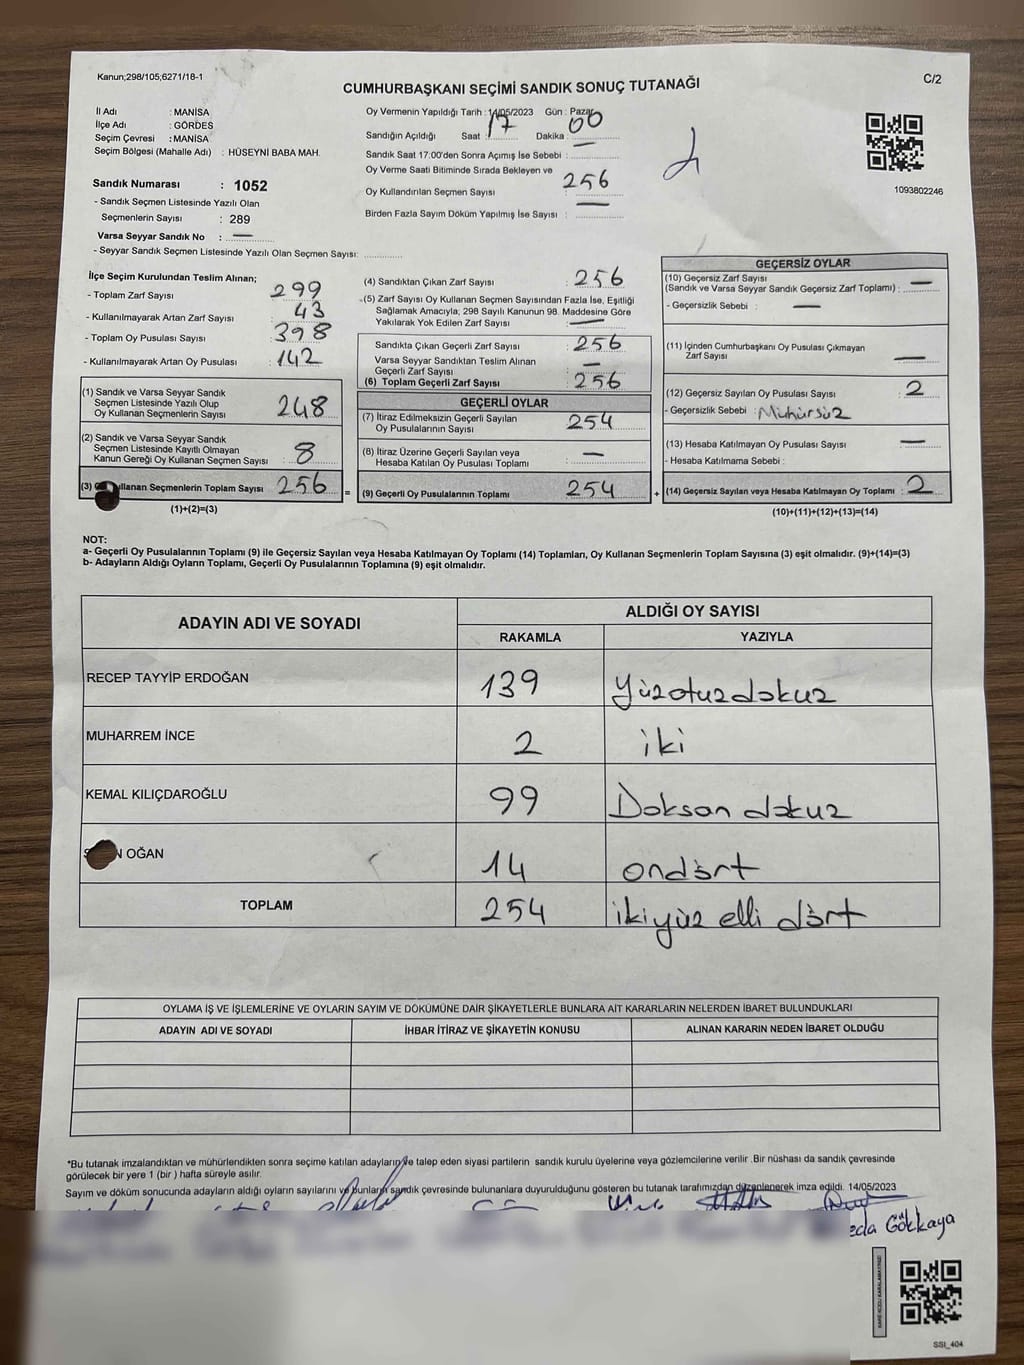 Kanun;298/105;6271/18-1
C/2
CUMHURBAŞKANI SEÇİMİ SANDIK SONUÇ TUTANAĞI
İl Adı : MANİSA
İlçe Adı : GÖRDES
Seçim Çevresi : MANİSA
Seçim Bölgesi (Mahalle Adı) : HÜSEYNİ BABA MAH.
Sandık Numarası : 1052
- Sandık Seçmen Listesinde Yazılı Olan
Seçmenlerin Sayısı : 289
Varsa Seyyar Sandık No : —
- Seyyar Sandık Seçmen Listesinde Yazılı Olan Seçmen Sayısı:
Oy Vermenin Yapıldığı Tarih : 14/05/2023 Gün : Pazar
Sandığın Açıldığı Saat : 17 Dakika : 00
Sandık Saat 17:00'den Sonra Açımış İse Sebebi : —
Oy Verme Saati Bitiminde Sırada Bekleyen ve
Oy Kullandırılan Seçmen Sayısı 256
Birden Fazla Sayım Döküm Yapılmış İse Sayısı : —
1093802246
İlçe Seçim Kurulundan Teslim Alınan;
- Toplam Zarf Sayısı 299
- Kullanılmayarak Artan Zarf Sayısı 43
- Toplam Oy Pusulası Sayısı 398
- Kullanılmayarak Artan Oy Pusulası 142
(1) Sandık ve Varsa Seyyar Sandık
Seçmen Listesinde Yazılı Olup
Oy Kullanan Seçmenlerin Sayısı 248
(2) Sandık ve Varsa Seyyar Sandık
Seçmen Listesinde Kayıtlı Olmayan
Kanun Gereği Oy Kullanan Seçmen Sayısı 8
(3) ullanan Seçmenlerin Toplam Sayısı 256 =
(1)+(2)=(3)
(4) Sandıktan Çıkan Zarf Sayısı 256
(5) Zarf Sayısı Oy Kullanan Seçmen Sayısından Fazla İse, Eşitliği
Sağlamak Amacıyla; 298 Sayılı Kanunun 98. Maddesine Göre
Yakılarak Yok Edilen Zarf Sayısı —
Sandıkta Çıkan Geçerli Zarf Sayısı 256
Varsa Seyyar Sandıktan Teslim Alınan
Geçerli Zarf Sayısı —
(6) Toplam Geçerli Zarf Sayısı 256
GEÇERLİ OYLAR
(7) İtiraz Edilmeksizin Geçerli Sayılan
Oy Pusulalarının Sayısı 254
(8) İtiraz Üzerine Geçerli Sayılan veya
Hesaba Katılan Oy Pusulası Toplamı —
(9) Geçerli Oy Pusulalarının Toplamı 254 +
GEÇERSİZ OYLAR
(10) Geçersiz Zarf Sayısı
(Sandık ve Varsa Seyyar Sandık Geçersiz Zarf Toplamı) : —
- Geçersizlik Sebebi : —
(11) İçinden Cumhurbaşkanı Oy Pusulası Çıkmayan
Zarf Sayısı —
(12) Geçersiz Sayılan Oy Pusulası Sayısı 2
- Geçersizlik Sebebi : Mühürsüz
(13) Hesaba Katılmayan Oy Pusulası Sayısı —
- Hesaba Katılmama Sebebi :
(14) Geçersiz Sayılan veya Hesaba Katılmayan Oy Toplamı : 2
(10)+(11)+(12)+(13)=(14)
NOT:
a- Geçerli Oy Pusulalarının Toplamı (9) ile Geçersiz Sayılan veya Hesaba Katılmayan Oy Toplamı (14) Toplamları, Oy Kullanan Seçmenlerin Toplam Sayısına (3) eşit olmalıdır. (9)+(14)=(3)
b- Adayların Aldığı Oyların Toplamı, Geçerli Oy Pusulalarının Toplamına (9) eşit olmalıdır.
ADAYIN ADI VE SOYADI ALDIĞI OY SAYISI
RAKAMLA YAZIYLA
RECEP TAYYİP ERDOĞAN 139 Yüzotuzdokuz
MUHARREM İNCE 2 iki
KEMAL KILIÇDAROĞLU 99 Doksan dokuz
OĞAN 14 ondört
TOPLAM 254 ikiyüz elli dört
OYLAMA İŞ VE İŞLEMLERİNE VE OYLARIN SAYIM VE DÖKÜMÜNE DAİR ŞİKAYETLERLE BUNLARA AİT KARARLARIN NELERDEN İBARET BULUNDUKLARI
ADAYIN ADI VE SOYADI İHBAR İTİRAZ VE ŞİKAYETİN KONUSU ALINAN KARARIN NEDEN İBARET OLDUĞU
*Bu tutanak imzalandıktan ve mühürlendikten sonra seçime katılan adayların ve talep eden siyasi partilerin sandık kurulu üyelerine veya gözlemcilerine verilir .Bir nüshası da sandık çevresinde
görülecek bir yere 1 (bir ) hafta süreyle asılır.
Sayım ve döküm sonucunda adayların aldığı oyların sayılarını ve bunların sandık çevresinde bulunanlara duyurulduğunu gösteren bu tutanak tarafımızdan düzenlenerek imza edildi. 14/05/2023
eda Gökkaya
SSI_404